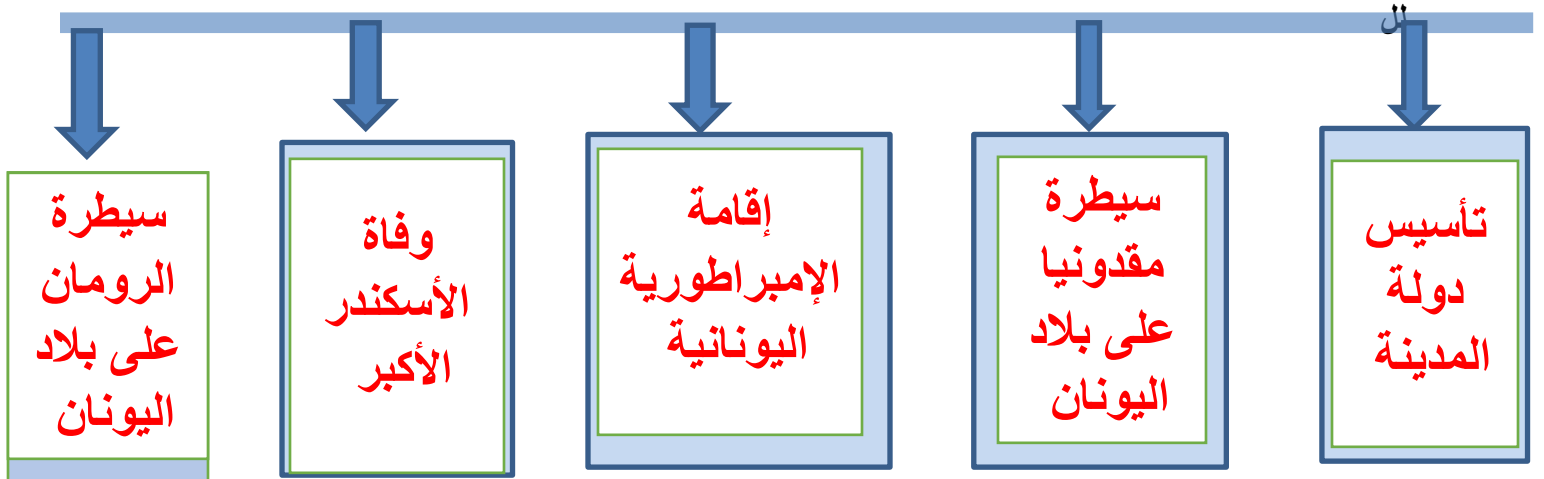 تأسيس
دولة
المدينة
سيطرة
مقدونيا
على بلاد
اليونان
إقامة
الإمبراطورية
اليونانية
وفاة
الأسكندر
الأكبر
سيطرة
الرومان
على بلاد
اليونان